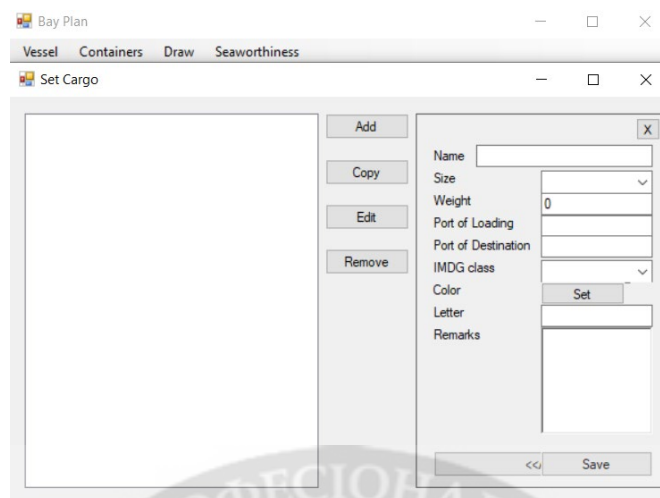 Bay Plan
Vessel Containers Draw Seaworthiness
Set Cargo
Add
Copy
Edit
Remove
X
Name
Size
Weight 0
Port of Loading
Port of Destination
IMDG class
Color Set
Letter
Remarks
<< Save